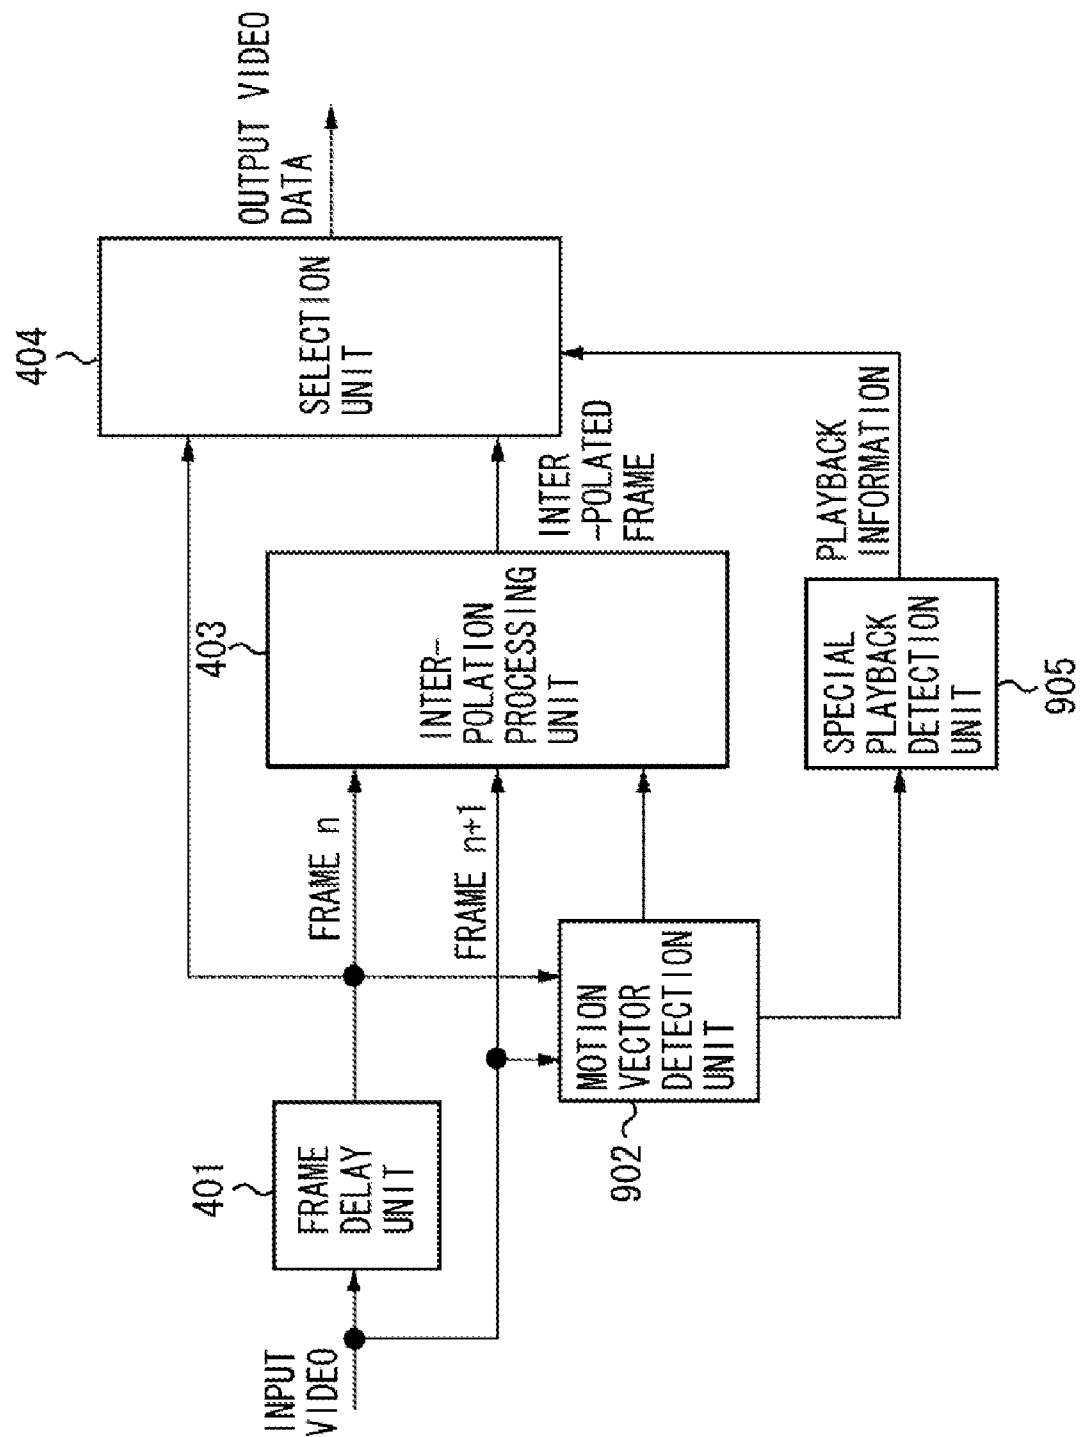 INPUT
VIDEO
401
FRAME
DELAY
UNIT
FRAME n
FRAME n+1
902
MOTION
VECTOR
DETECTION
UNIT
403
INTER-
POLATION
PROCESSING
UNIT
INTER
-POLATED
FRAME
SPECIAL
PLAYBACK
DETECTION
UNIT
905
PLAYBACK
INFORMATION
404
SELECTION
UNIT
OUTPUT VIDEO
DATA